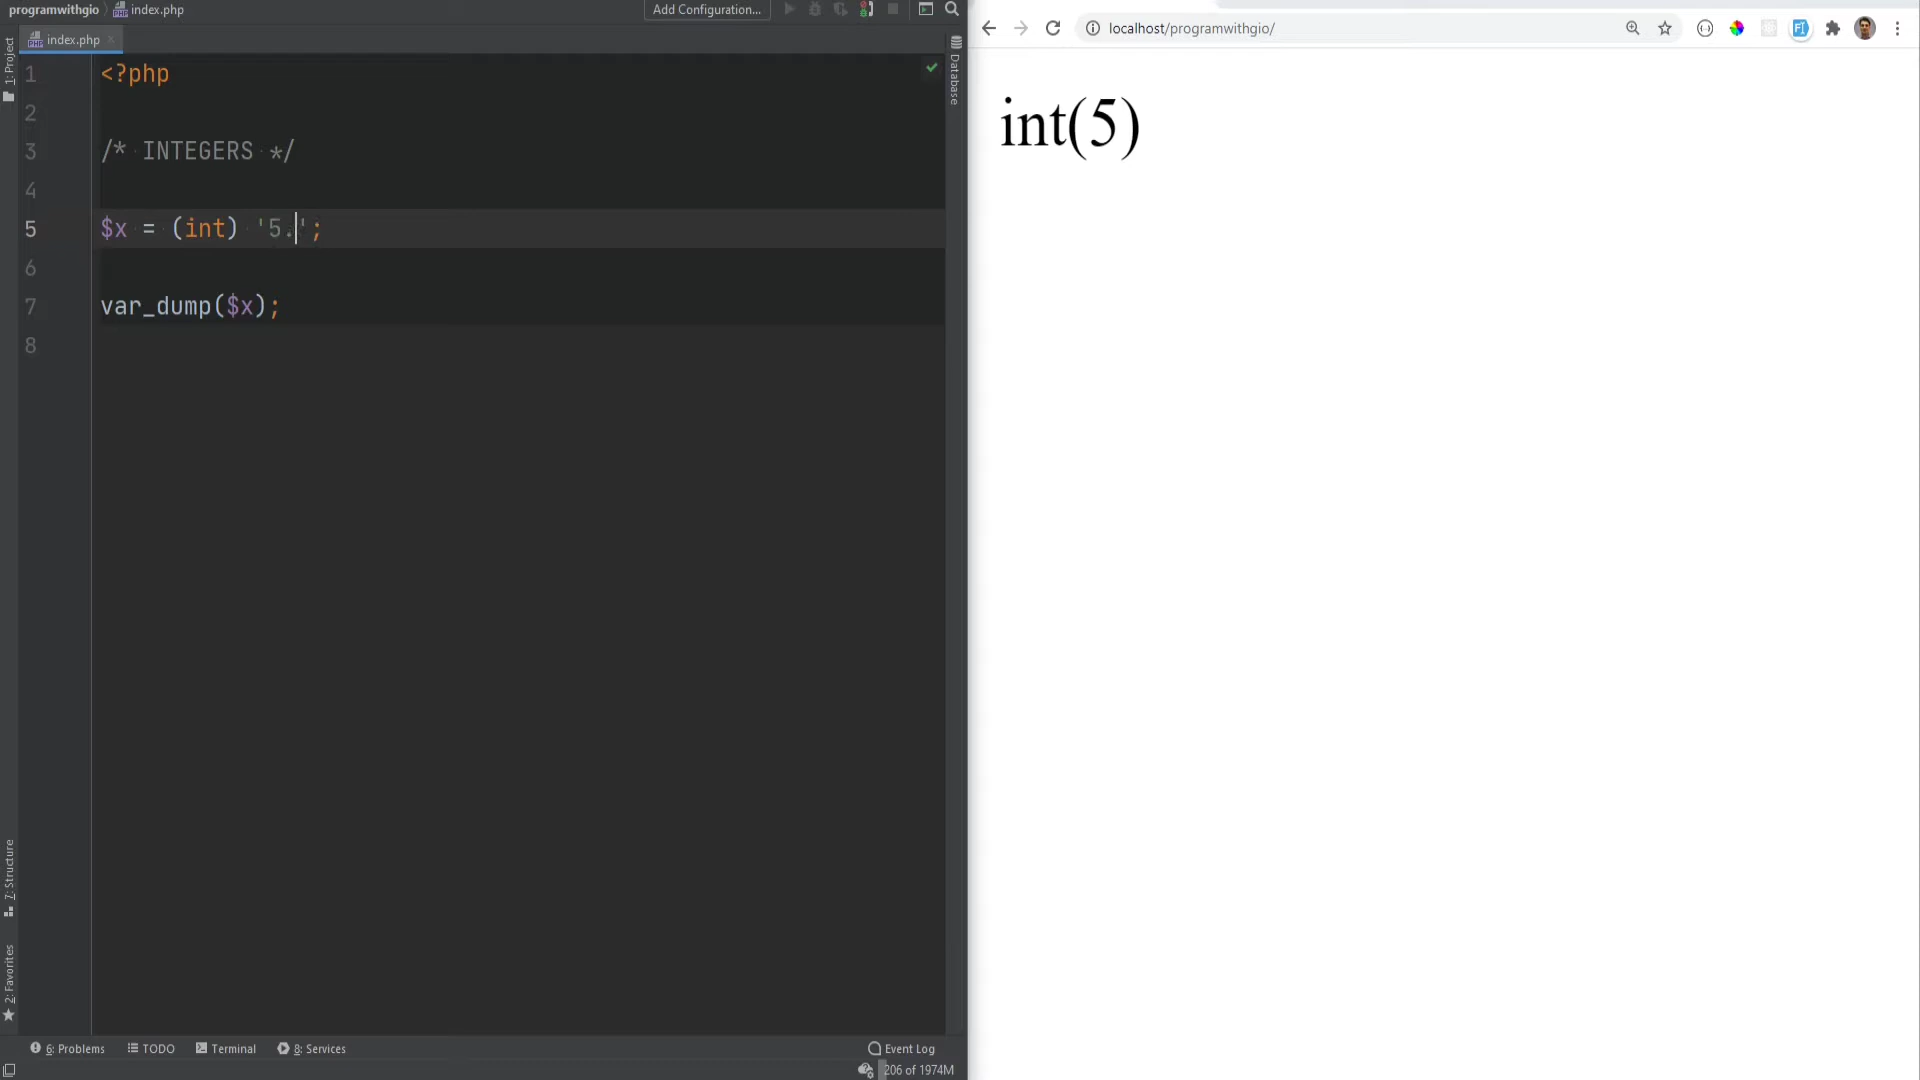 programwithgio
index.php
Add Configuration...
index.php
1: Project
Database
1 <?php
2
3 /* INTEGERS */
4
5 $x = (int) '5.';
6
7 var_dump($x);
8
7: Structure
2: Favorites
6: Problems
TODO
Terminal
8: Services
Event Log
206 of 1974M
localhost/programwithgio/
int(5)